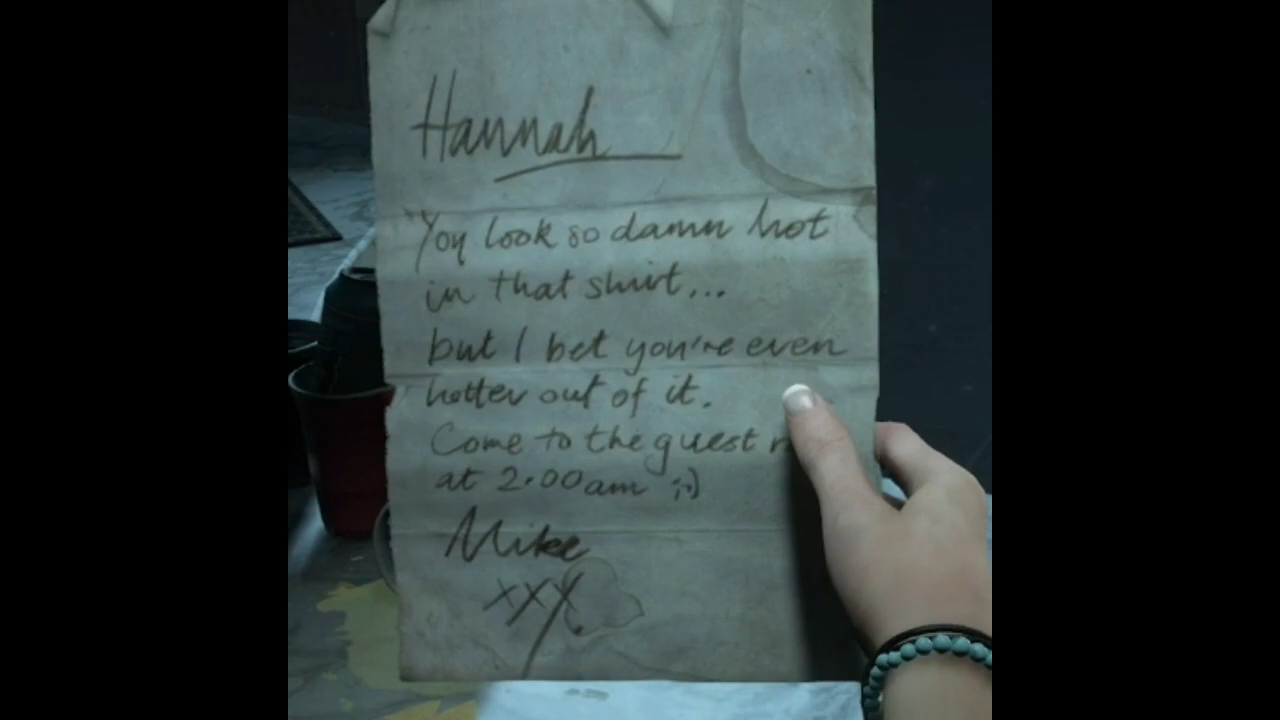 Hannah
You look so damn hot
in that shirt...
but I bet you're even
hotter out of it.
Come to the guest
at 2.00am ;)
Mike
xxx